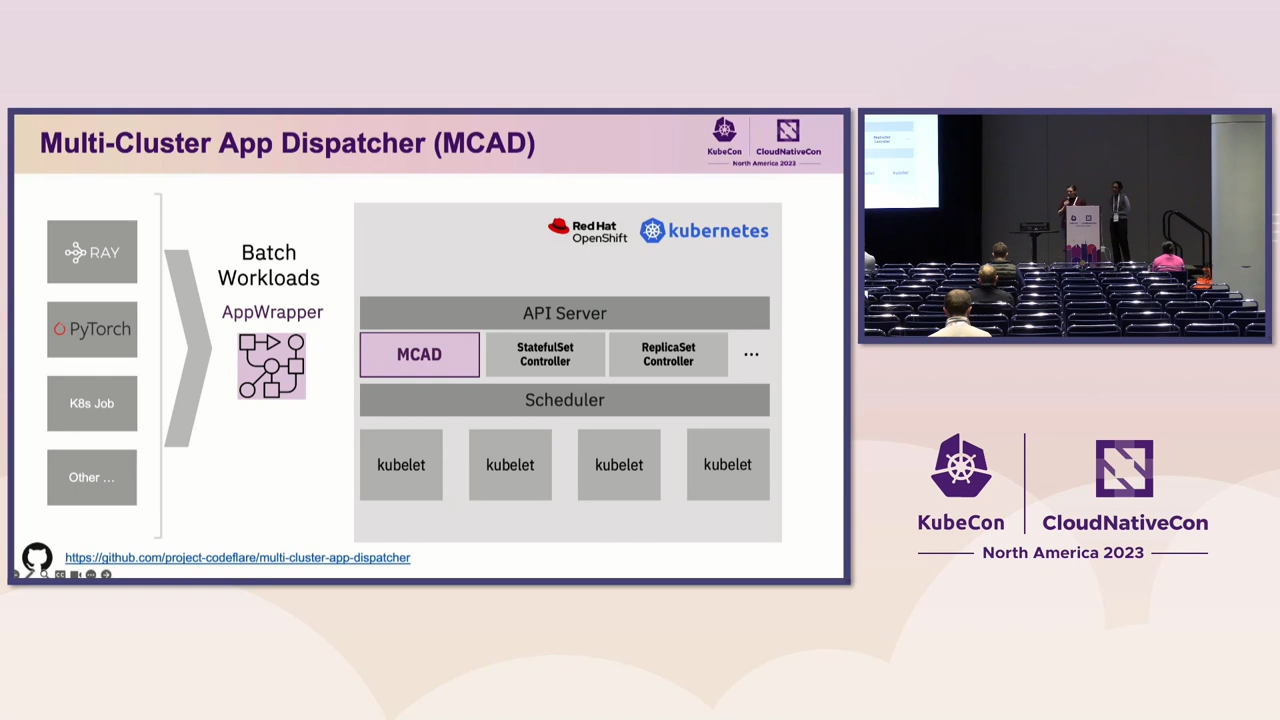 Multi-Cluster App Dispatcher (MCAD)
KubeCon
CloudNativeCon
North America 2023
RAY
PyTorch
K8s Job
Other ...
Batch
Workloads
AppWrapper
Red Hat
OpenShift
kubernetes
API Server
MCAD
StatefulSet
Controller
ReplicaSet
Controller
...
Scheduler
kubelet
kubelet
kubelet
kubelet
https://github.com/project-codeflare/multi-cluster-app-dispatcher
KubeCon
CloudNativeCon
North America 2023